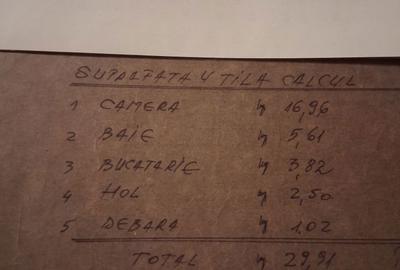 SUPRAFATA UTILA CALCUL
1 CAMERA 16,96
2 BAIE 5,61
3 BUCATARIE 3,82
4 HOL 2,50
5 DEBARA 1,02
TOTAL 29,91